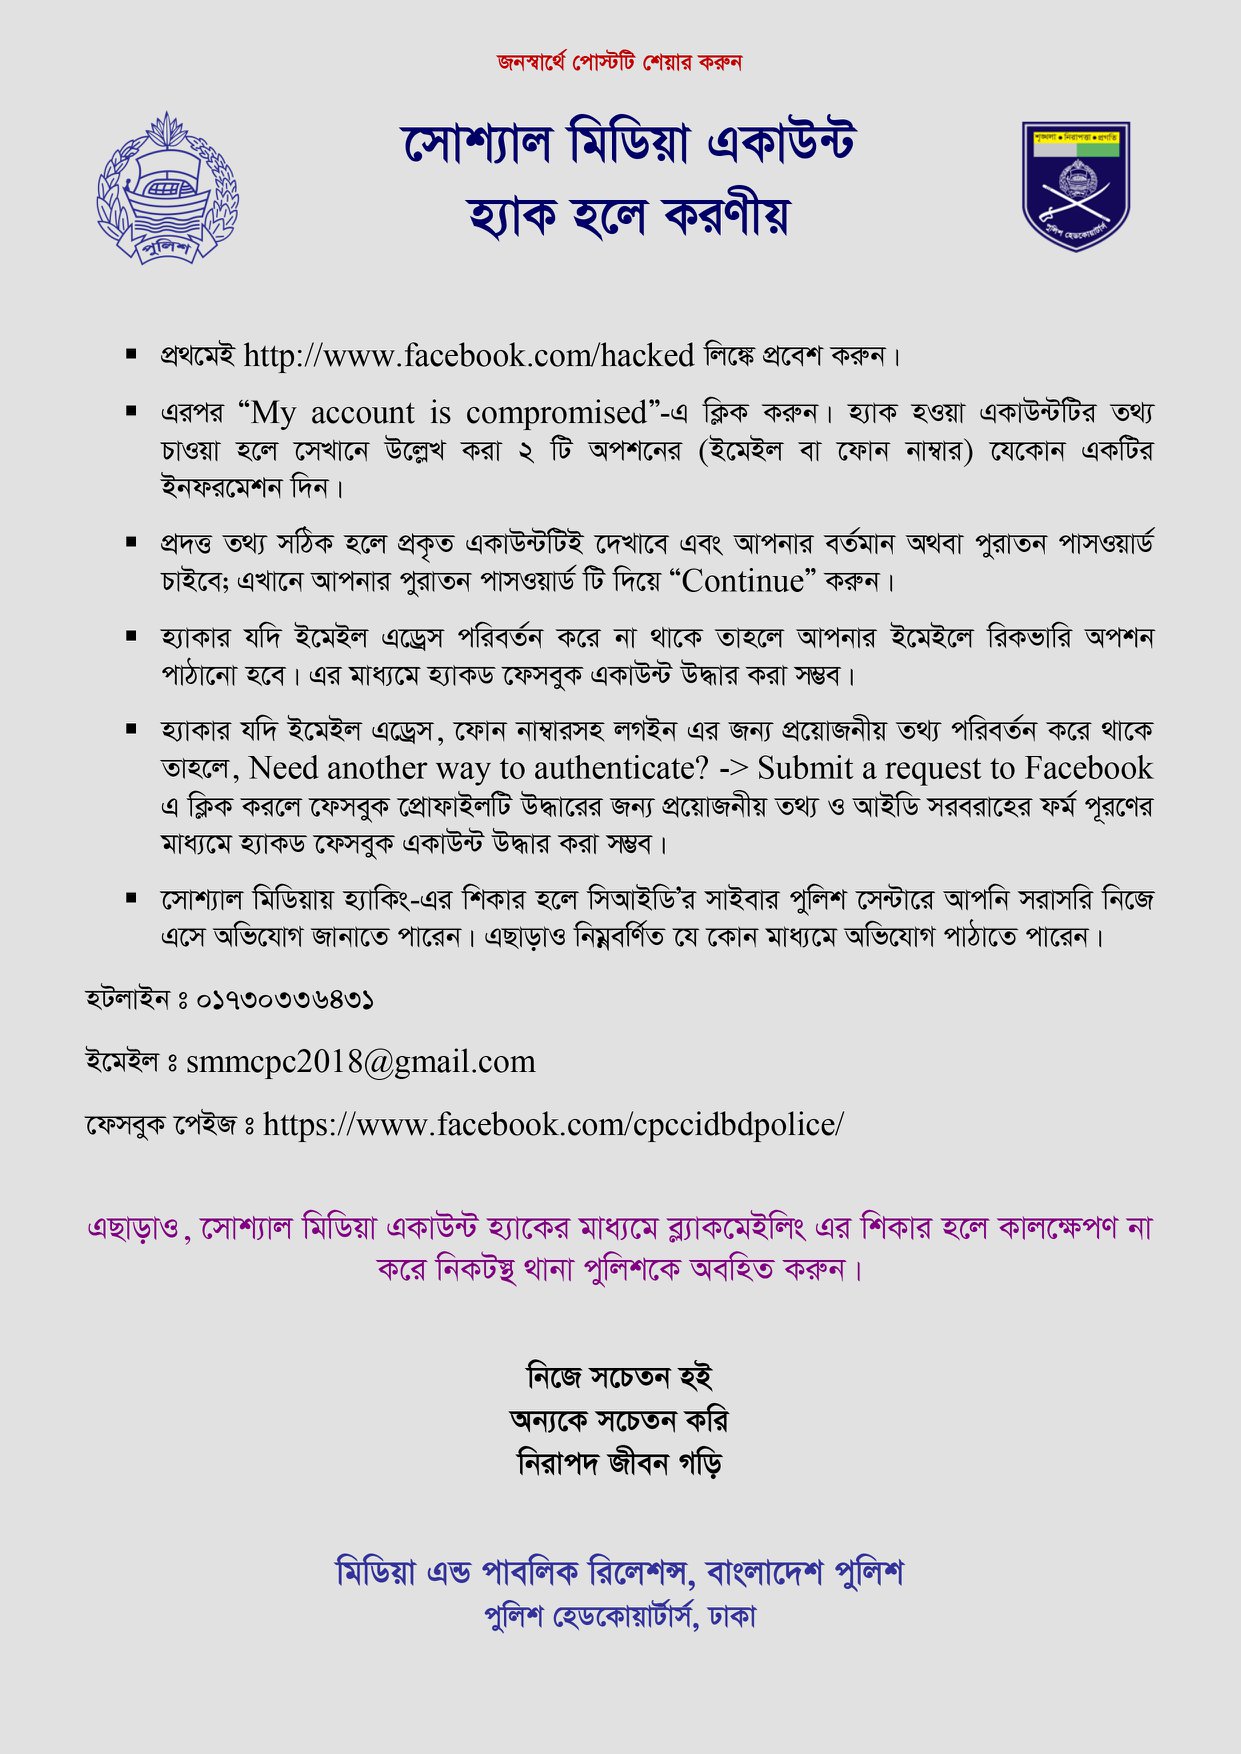 জনস্বার্থে পোস্টটি শেয়ার করুন
সোশ্যাল মিডিয়া একাউন্ট
হ্যাক হলে করণীয়
পুলিশ
শৃঙ্খলা • নিরাপত্তা • প্রগতি
পুলিশ হেডকোয়ার্টার্স
▪ প্রথমেই http://www.facebook.com/hacked লিঙ্কে প্রবেশ করুন।
▪ এরপর “My account is compromised”-এ ক্লিক করুন। হ্যাক হওয়া একাউন্টটির তথ্য
চাওয়া হলে সেখানে উল্লেখ করা ২ টি অপশনের (ইমেইল বা ফোন নাম্বার) যেকোন একটির
ইনফরমেশন দিন।
▪ প্রদত্ত তথ্য সঠিক হলে প্রকৃত একাউন্টটিই দেখাবে এবং আপনার বর্তমান অথবা পুরাতন পাসওয়ার্ড
চাইবে; এখানে আপনার পুরাতন পাসওয়ার্ড টি দিয়ে “Continue” করুন।
▪ হ্যাকার যদি ইমেইল এড্রেস পরিবর্তন করে না থাকে তাহলে আপনার ইমেইলে রিকভারি অপশন
পাঠানো হবে। এর মাধ্যমে হ্যাকড ফেসবুক একাউন্ট উদ্ধার করা সম্ভব।
▪ হ্যাকার যদি ইমেইল এড্রেস, ফোন নাম্বারসহ লগইন এর জন্য প্রয়োজনীয় তথ্য পরিবর্তন করে থাকে
তাহলে, Need another way to authenticate? -> Submit a request to Facebook
এ ক্লিক করলে ফেসবুক প্রোফাইলটি উদ্ধারের জন্য প্রয়োজনীয় তথ্য ও আইডি সরবরাহের ফর্ম পূরণের
মাধ্যমে হ্যাকড ফেসবুক একাউন্ট উদ্ধার করা সম্ভব।
▪ সোশ্যাল মিডিয়ায় হ্যাকিং-এর শিকার হলে সিআইডি’র সাইবার পুলিশ সেন্টারে আপনি সরাসরি নিজে
এসে অভিযোগ জানাতে পারেন। এছাড়াও নিম্নবর্ণিত যে কোন মাধ্যমে অভিযোগ পাঠাতে পারেন।
হটলাইন ঃ ০১৭৩০৩৩৬৪৩১
ইমেইল ঃ smmcpc2018@gmail.com
ফেসবুক পেইজ ঃ https://www.facebook.com/cpccidbdpolice/
এছাড়াও, সোশ্যাল মিডিয়া একাউন্ট হ্যাকের মাধ্যমে ব্ল্যাকমেইলিং এর শিকার হলে কালক্ষেপণ না
করে নিকটস্থ থানা পুলিশকে অবহিত করুন।
নিজে সচেতন হই
অন্যকে সচেতন করি
নিরাপদ জীবন গড়ি
মিডিয়া এন্ড পাবলিক রিলেশন্স, বাংলাদেশ পুলিশ
পুলিশ হেডকোয়ার্টার্স, ঢাকা